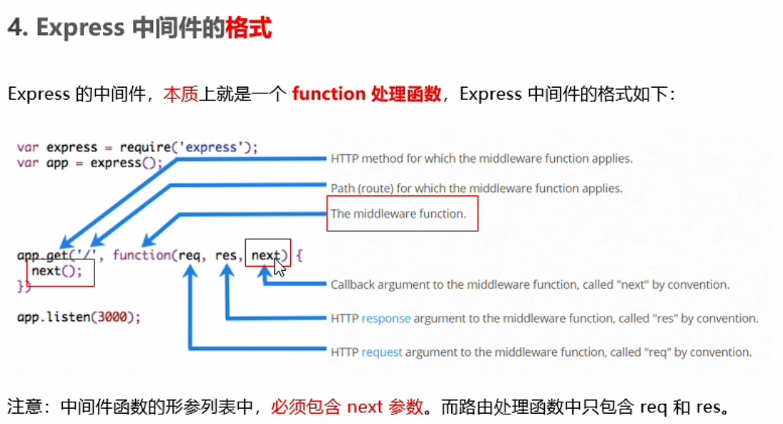 4. Express 中间件的格式
Express 的中间件，本质上就是一个 function 处理函数，Express 中间件的格式如下：
var express = require('express');
var app = express();
HTTP method for which the middleware function applies.
Path (route) for which the middleware function applies.
The middleware function.
app.get('/', function(req, res, next) {
next();
})
Callback argument to the middleware function, called "next" by convention.
app.listen(3000);
HTTP response argument to the middleware function, called "res" by convention.
HTTP request argument to the middleware function, called "req" by convention.
注意：中间件函数的形参列表中，必须包含 next 参数。而路由处理函数中只包含 req 和 res。